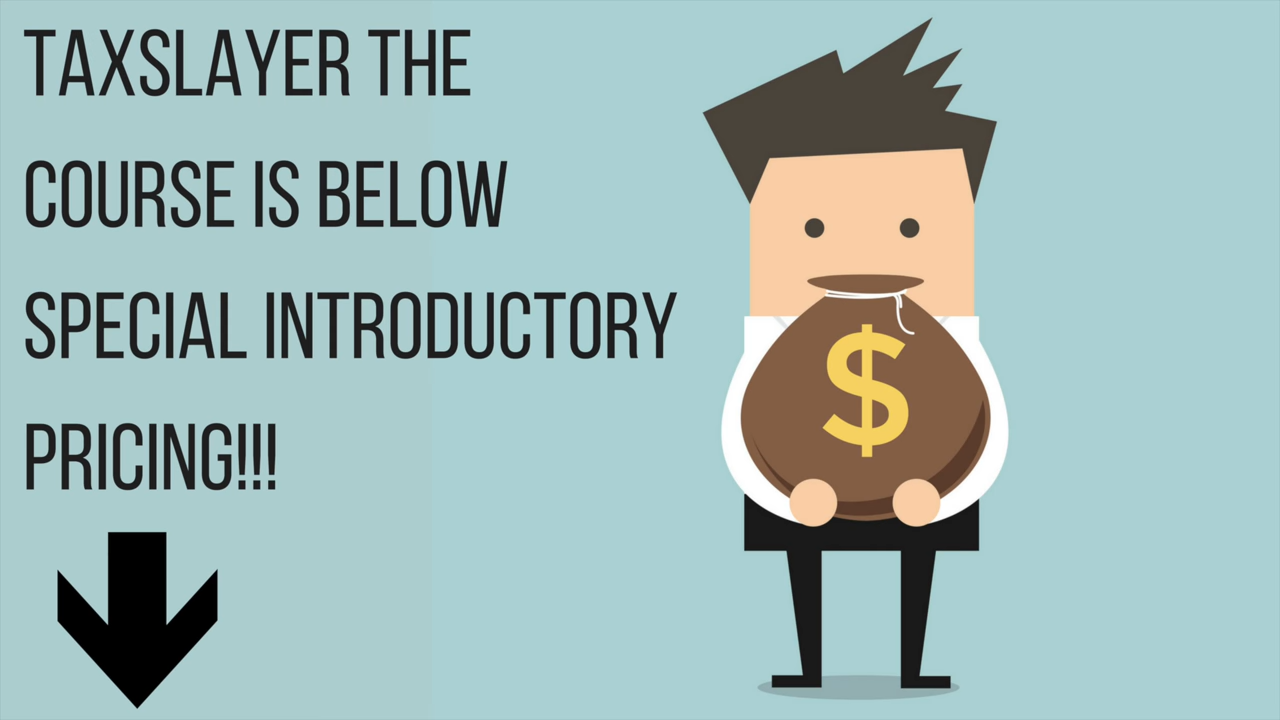 TAXSLAYER THE
COURSE IS BELOW
SPECIAL INTRODUCTORY
PRICING!!!
$